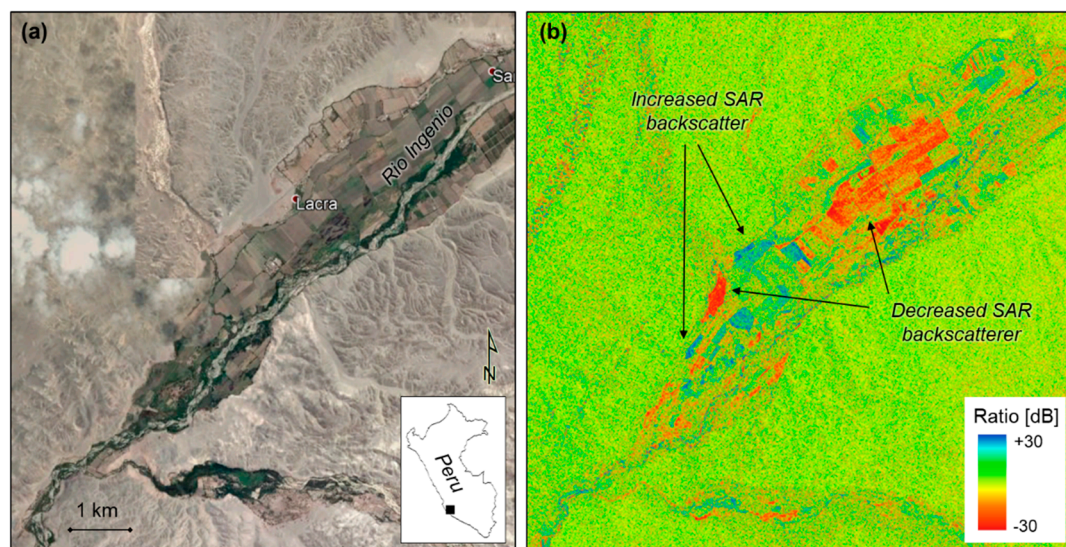 (a)
Sa
Rio Ingenio
Lacra
N
1 km
Peru
(b)
Increased SAR
backscatter
Decreased SAR
backscatterer
Ratio [dB]
+30
-30